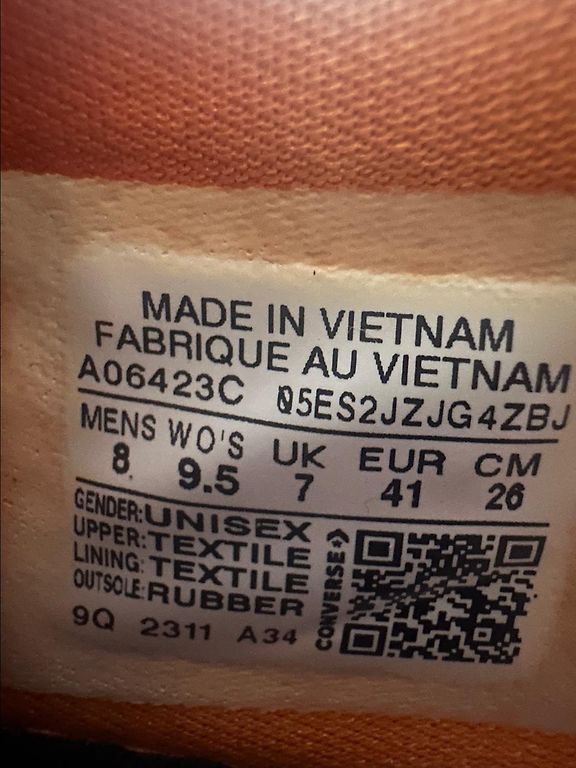 MADE IN VIETNAM
FABRIQUE AU VIETNAM
A06423C 05ES2JZJG4ZBJ
MENS WO'S UK EUR CM
8 9.5 7 41 26
GENDER:UNISEX
UPPER:TEXTILE
LINING:TEXTILE
OUTSOLE:RUBBER
9Q 2311 A34
CONVERSE